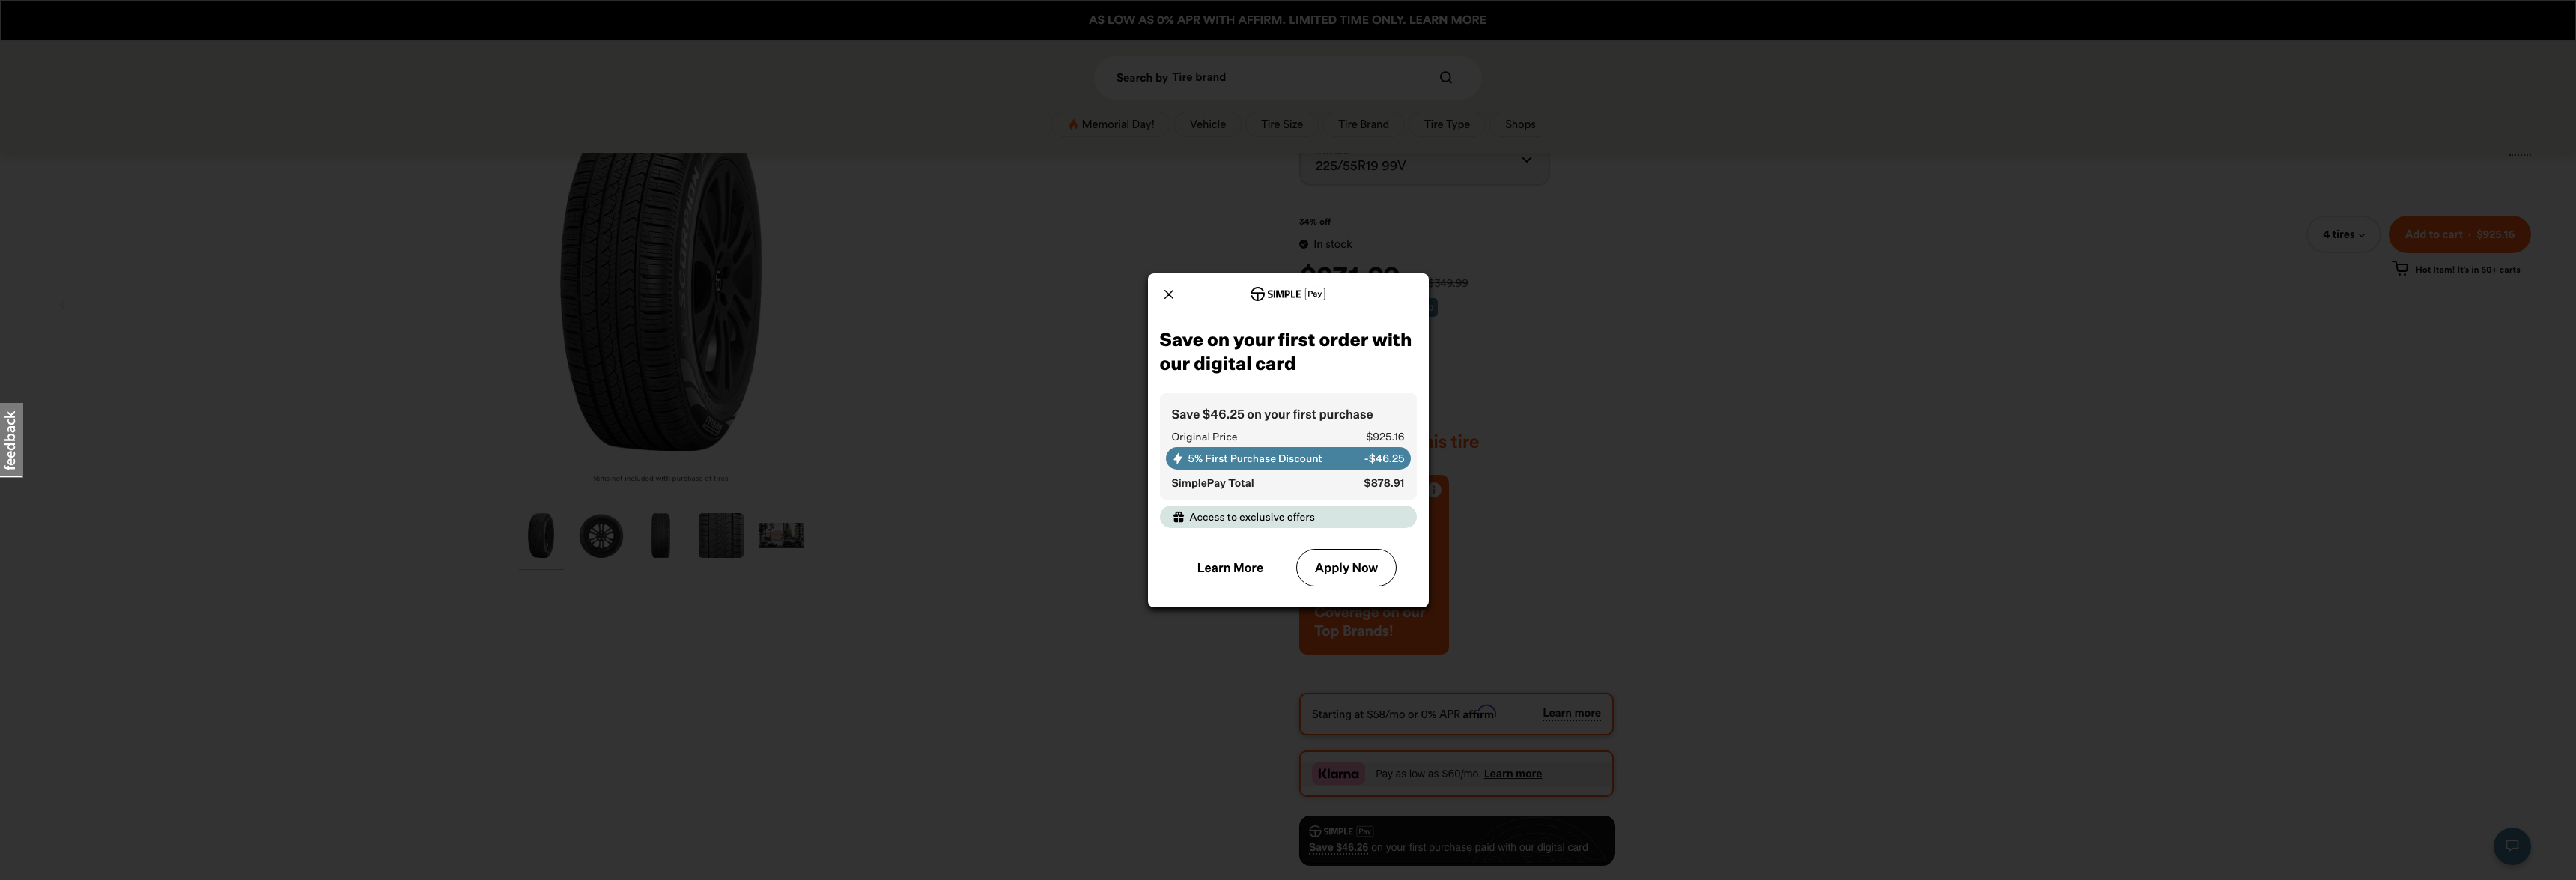 AS LOW AS 0% APR WITH AFFIRM. LIMITED TIME ONLY. LEARN MORE
Search by Tire brand
Memorial Day!
Vehicle
Tire Size
Tire Brand
Tire Type
Shops
225/55R19 99V
SCORPION
34% off
In stock
$349.99
4 tires
Add to cart - $925.16
Hot Item! It's in 50+ carts
SIMPLE Pay
Save on your first order with
our digital card
Save $46.25 on your first purchase
Original Price $925.16
5% First Purchase Discount -$46.25
SimplePay Total $878.91
Access to exclusive offers
Learn More
Apply Now
feedback
Rims not included with purchase of tires
his tire
Coverage on our
Top Brands!
Starting at $58/mo or 0% APR affirm Learn more
Klarna Pay as low as $60/mo. Learn more
SIMPLE Pay
Save $46.26 on your first purchase paid with our digital card